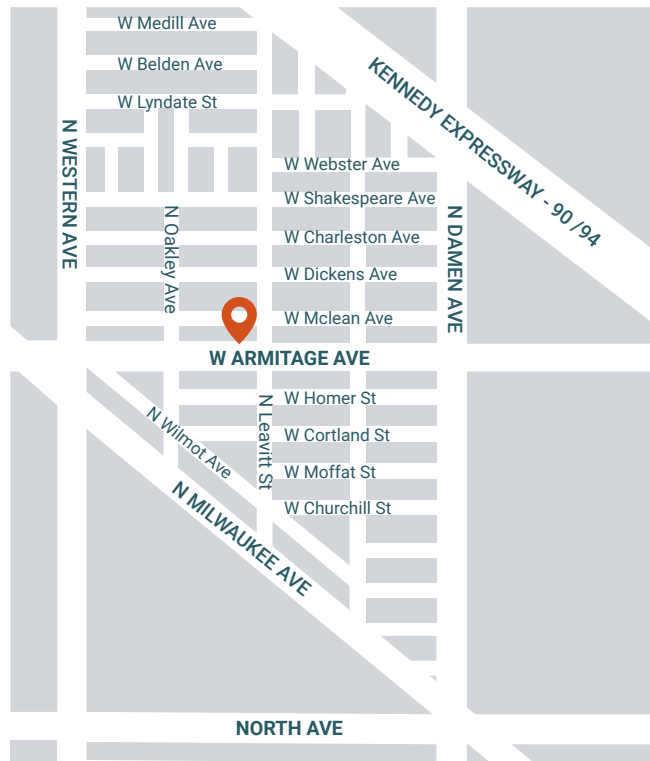 W Medill Ave
W Belden Ave
W Lyndate St
KENNEDY EXPRESSWAY - 90 /94
N WESTERN AVE
W Webster Ave
W Shakespeare Ave
N Oakley Ave
N DAMEN AVE
W Charleston Ave
W Dickens Ave
W Mclean Ave
W ARMITAGE AVE
W Homer St
N Leavitt St
N Wilmot Ave
W Cortland St
W Moffat St
N MILWAUKEE AVE
W Churchill St
NORTH AVE